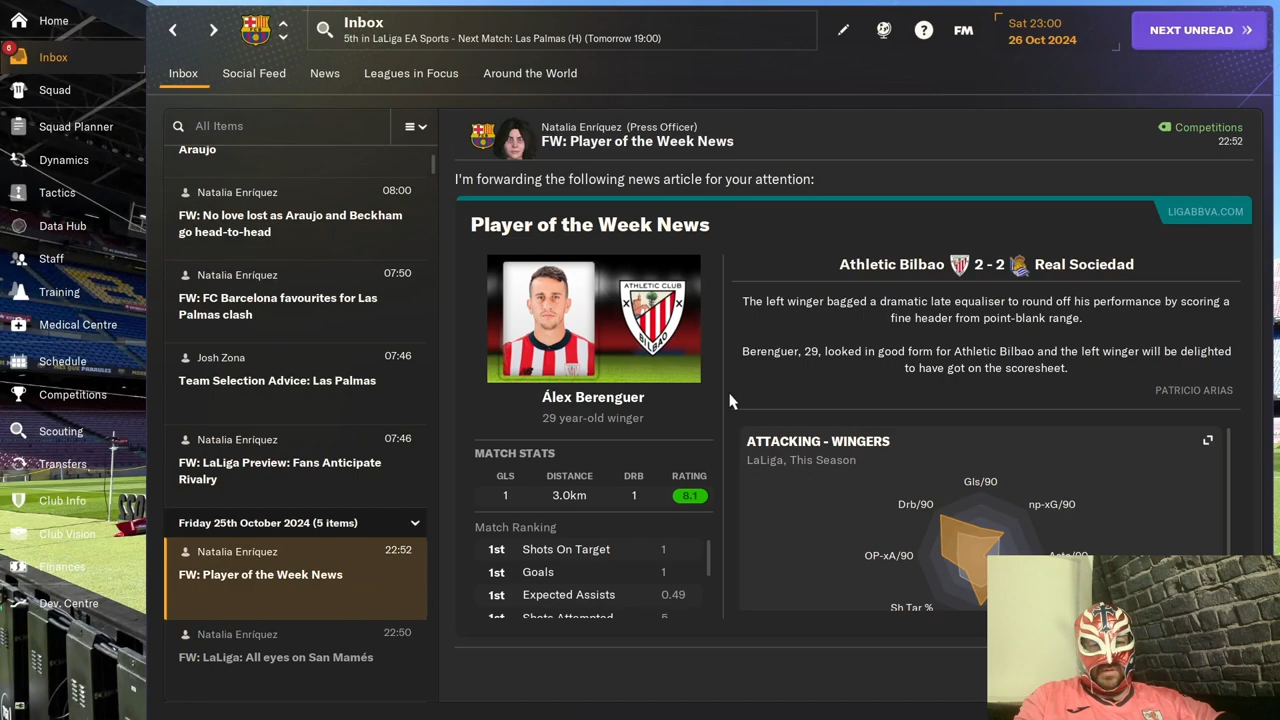 Home
6
Inbox
Squad
Squad Planner
Dynamics
Tactics
Data Hub
Staff
Training
Medical Centre
Schedule
Competitions
Scouting
Transfers
Club Info
Club Vision
Finances
Dev. Centre
Inbox
5th in LaLiga EA Sports - Next Match: Las Palmas (H) (Tomorrow 19:00)
FM
Sat 23:00
26 Oct 2024
NEXT UNREAD
Inbox
Social Feed
News
Leagues in Focus
Around the World
All Items
Araujo
Natalia Enríquez 08:00
FW: No love lost as Araujo and Beckham
go head-to-head
Natalia Enríquez 07:50
FW: FC Barcelona favourites for Las
Palmas clash
Josh Zona 07:46
Team Selection Advice: Las Palmas
Natalia Enríquez 07:46
FW: LaLiga Preview: Fans Anticipate
Rivalry
Friday 25th October 2024 (5 items)
Natalia Enríquez 22:52
FW: Player of the Week News
Natalia Enríquez 22:50
FW: LaLiga: All eyes on San Mamés
Natalia Enríquez (Press Officer)
FW: Player of the Week News
Competitions
22:52
I'm forwarding the following news article for your attention:
LIGABBVA.COM
Player of the Week News
ATHLETIC CLUB
BILBAO
Álex Berenguer
29 year-old winger
MATCH STATS
GLS DISTANCE DRB RATING
1 3.0km 1 8.1
Match Ranking
1st Shots On Target 1
1st Goals 1
1st Expected Assists 0.49
1st Shots Attempted 5
Athletic Bilbao 2 - 2 Real Sociedad
The left winger bagged a dramatic late equaliser to round off his performance by scoring a
fine header from point-blank range.
Berenguer, 29, looked in good form for Athletic Bilbao and the left winger will be delighted
to have got on the scoresheet.
PATRICIO ARIAS
ATTACKING - WINGERS
LaLiga, This Season
Gls/90
Drb/90
np-xG/90
OP-xA/90
Sh Tar %